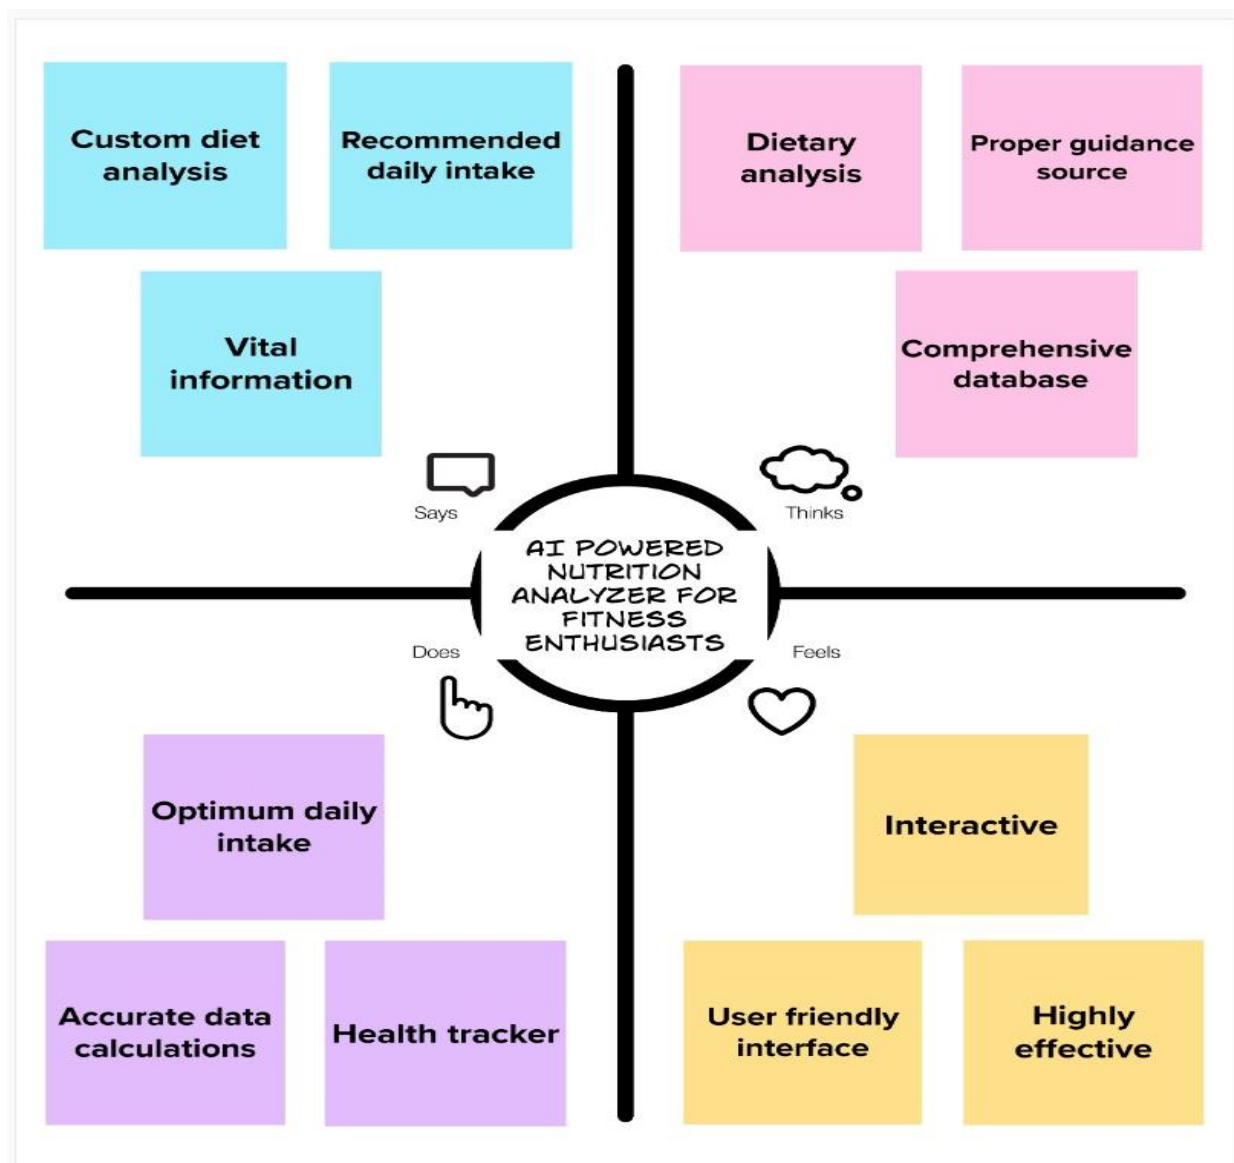 Custom diet
analysis
Recommended
daily intake
Vital
information
Says
Dietary
analysis
Proper guidance
source
Comprehensive
database
Thinks
AI POWERED
NUTRITION
ANALYZER FOR
FITNESS
ENTHUSIASTS
Does
Optimum daily
intake
Accurate data
calculations
Health tracker
Feels
Interactive
User friendly
interface
Highly
effective